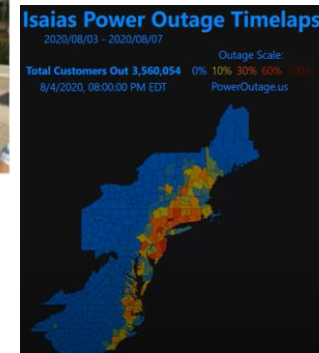 Isaias Power Outage Timelaps
2020/08/03 - 2020/08/07
Outage Scale:
Total Customers Out 3,560,054 0% 10% 30% 60% 100%
8/4/2020, 08:00:00 PM EDT PowerOutage.us